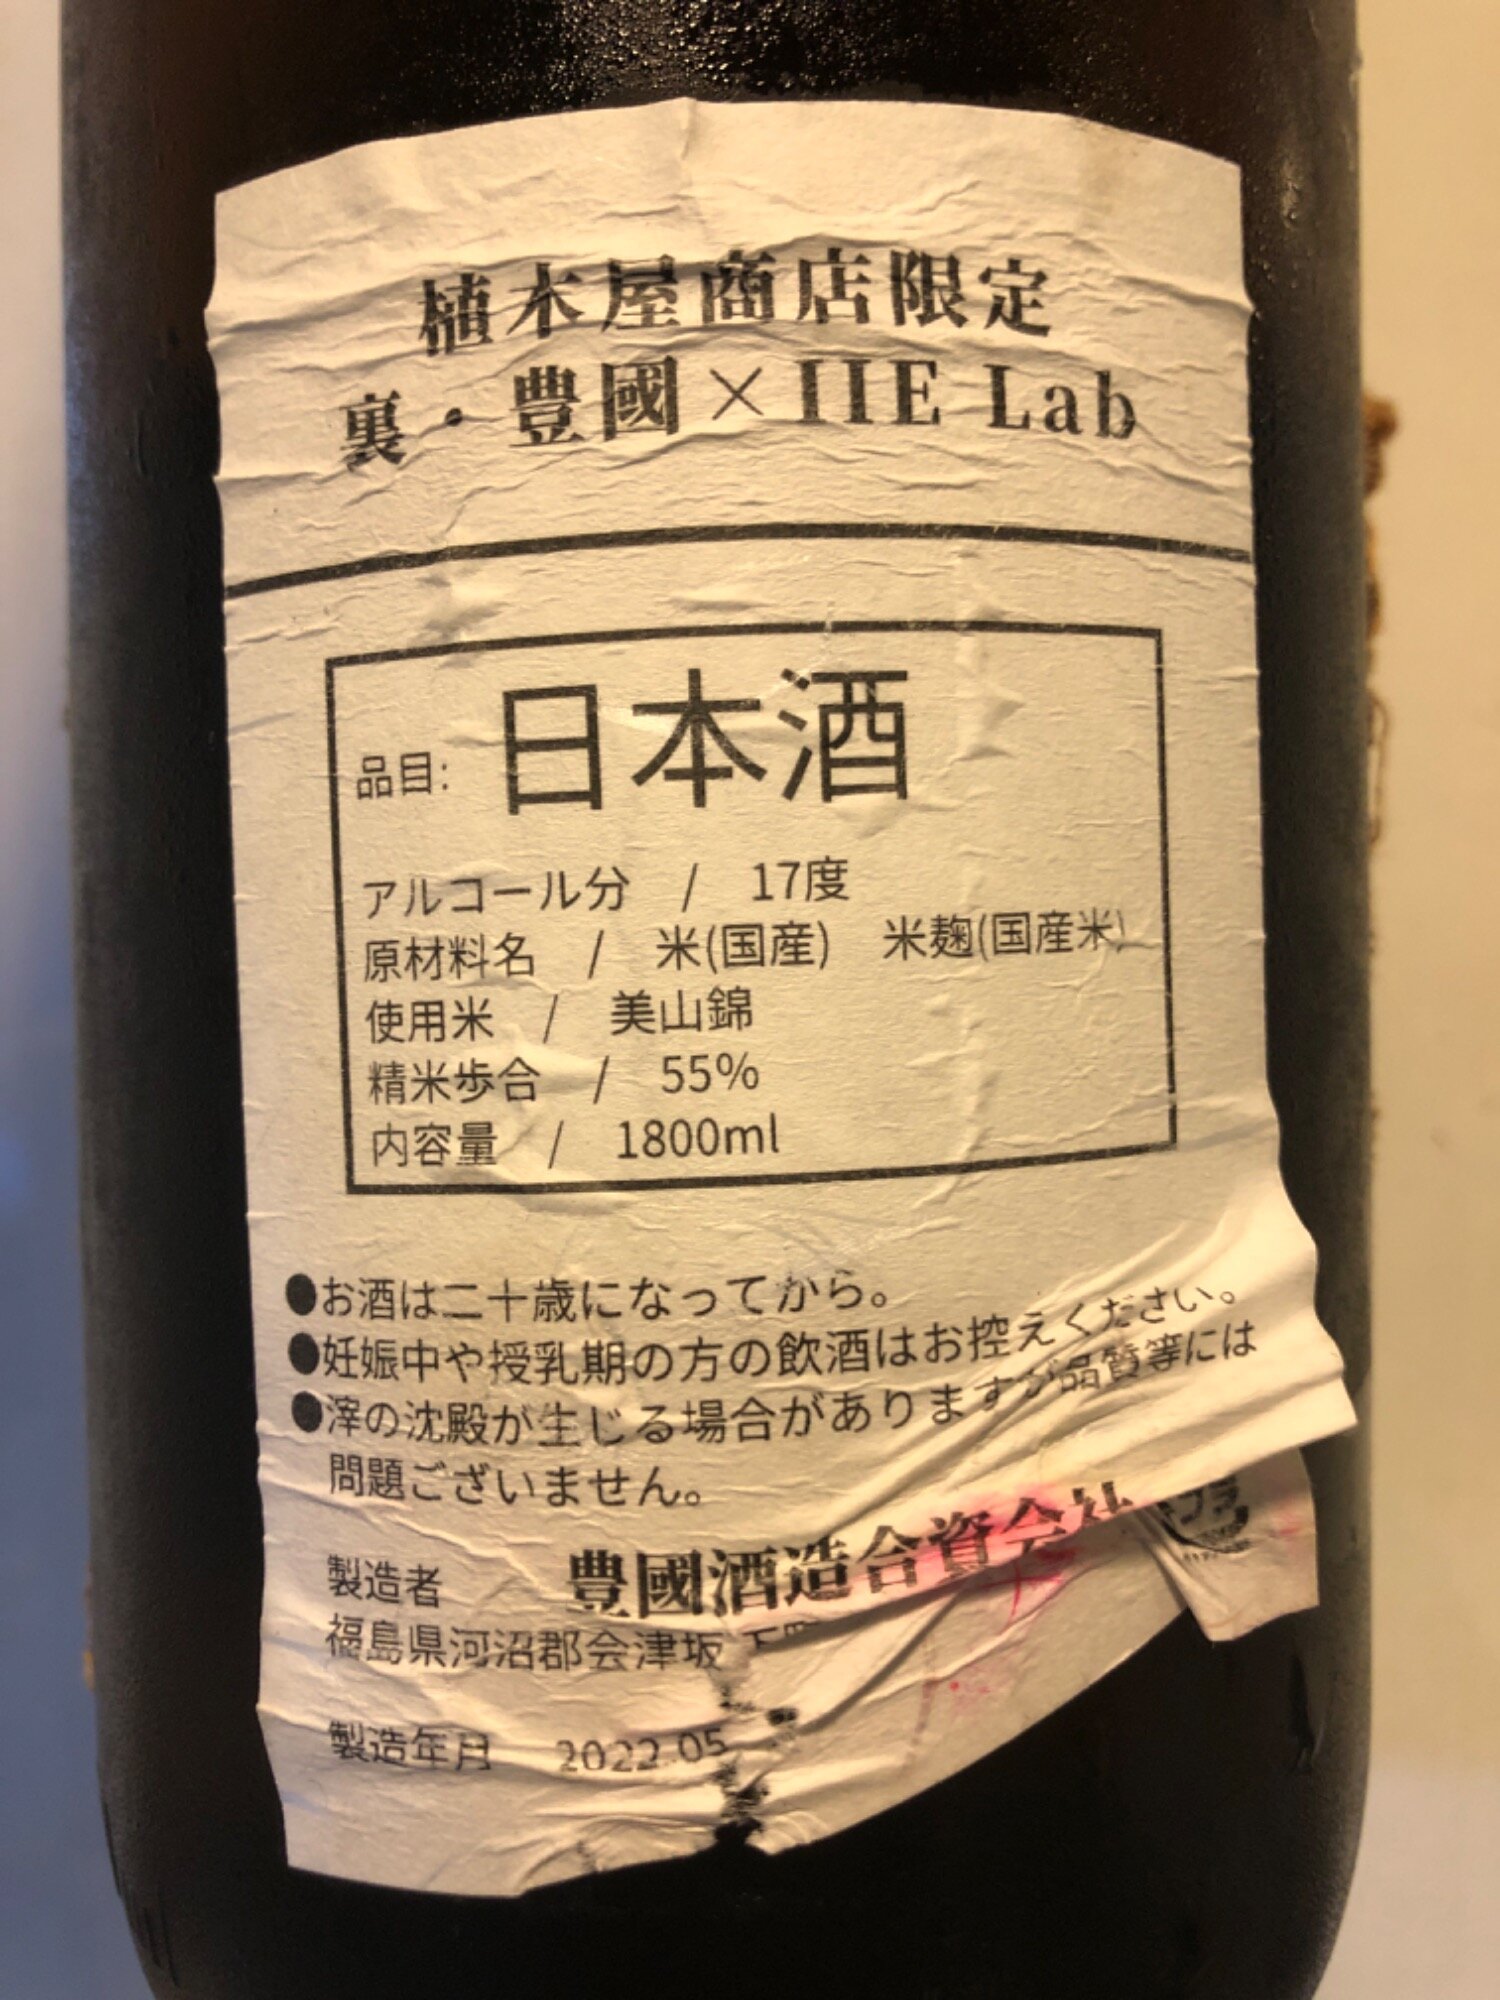 植木屋商店限定
裏・豊國×IIE Lab
品目: 日本酒
アルコール分 / 17度
原材料名 / 米(国産) 米麹(国産米)
使用米 / 美山錦
精米歩合 / 55%
内容量 / 1800ml
●お酒は二十歳になってから。
●妊娠中や授乳期の方の飲酒はお控えください。
●滓の沈殿が生じる場合がありますが品質等には
問題ございません。
製造者 豊國酒造合資会社
福島県河沼郡会津坂
製造年月 2022.05